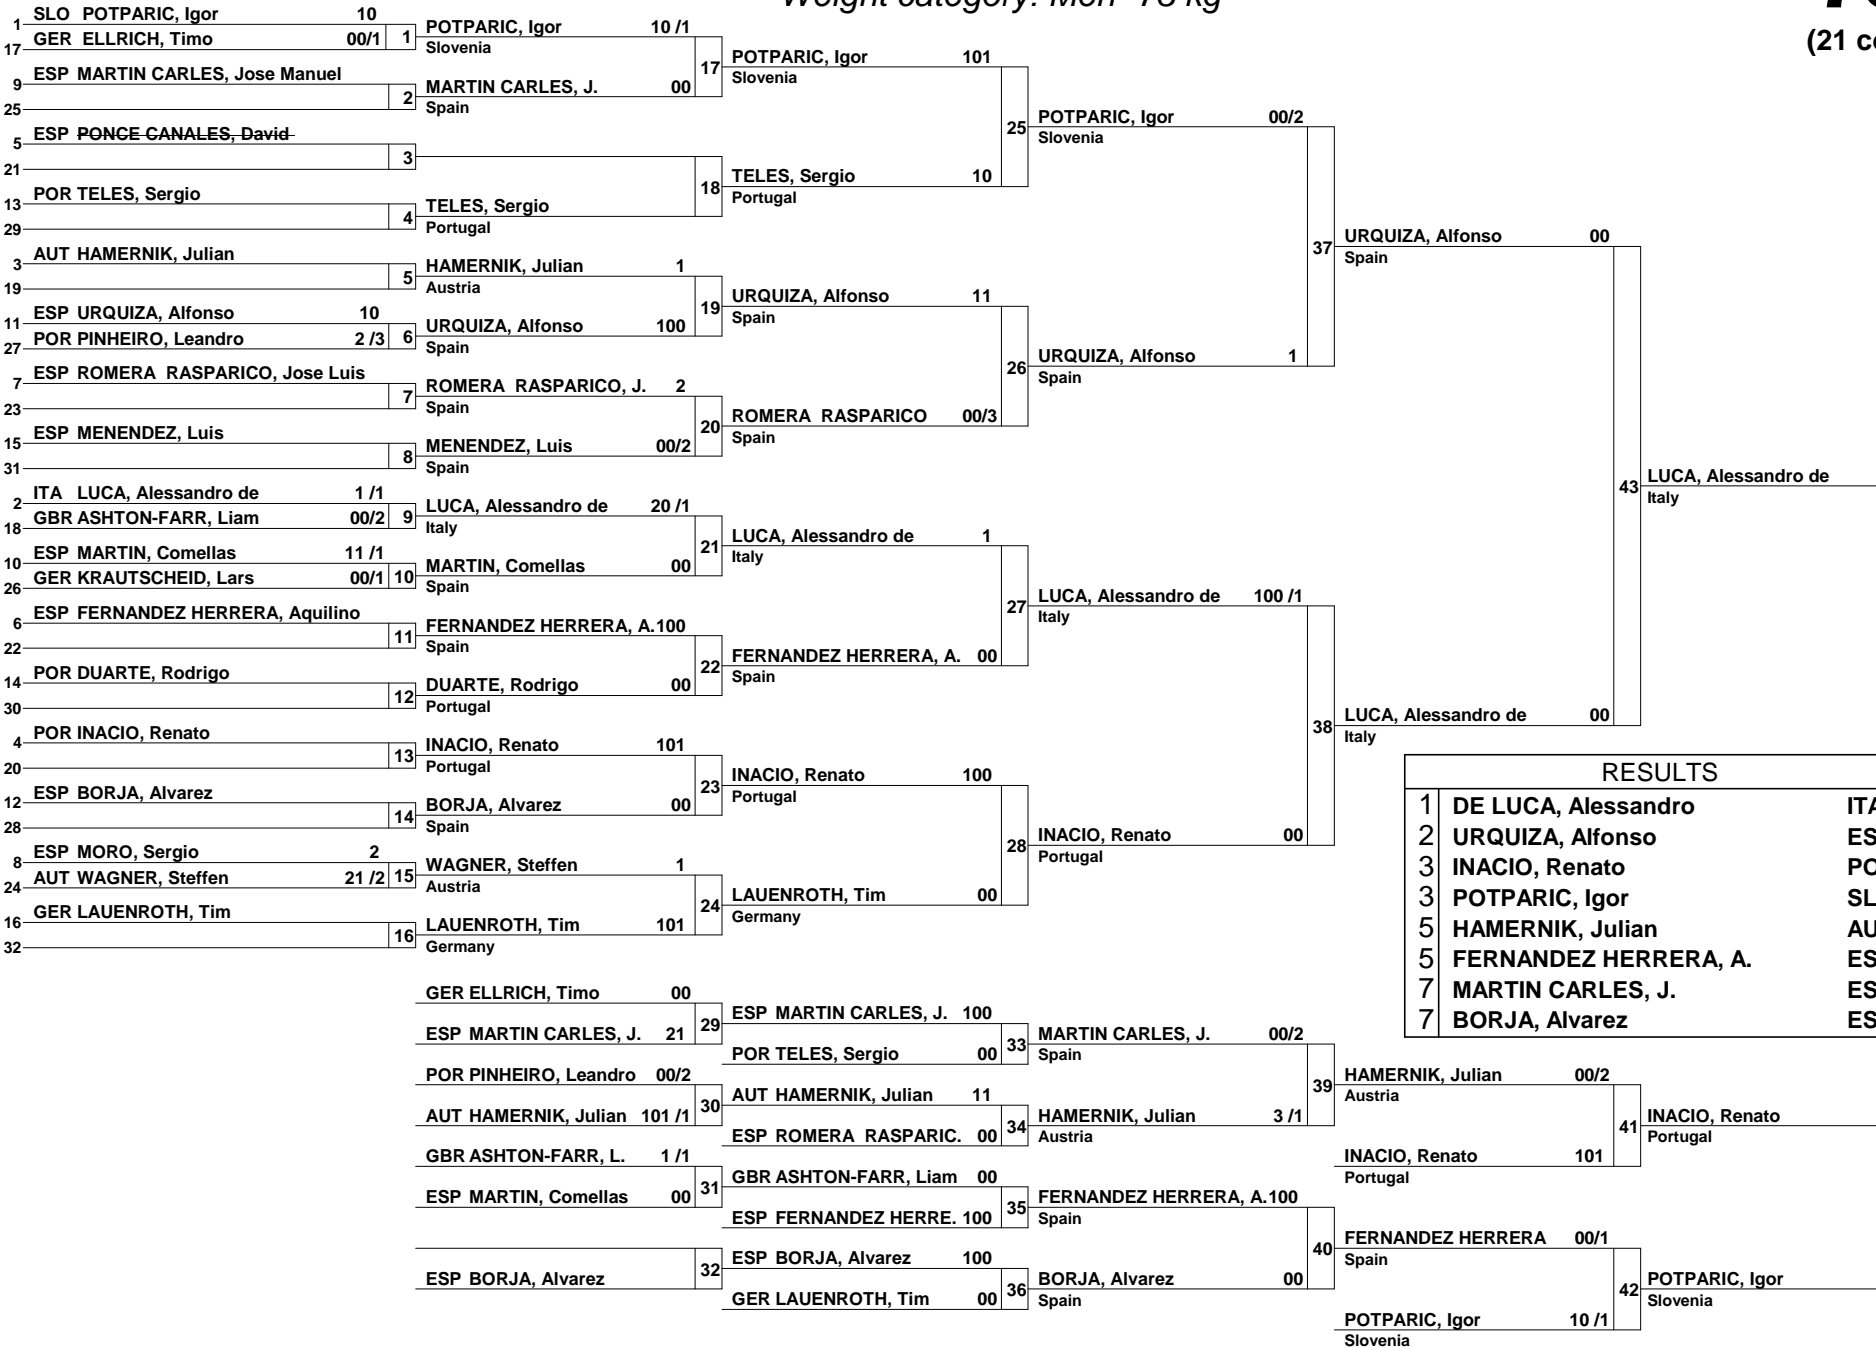 1 SLO POTPARIC, Igor 10
17 GER ELLRICH, Timo 00/1 1
9 ESP MARTIN CARLES, Jose Manuel
25 2
5 ESP PONCE CANALES, David
21 3
13 POR TELES, Sergio
29 4
3 AUT HAMERNIK, Julian
19 5
11 ESP URQUIZA, Alfonso 10
27 POR PINHEIRO, Leandro 2 /3 6
7 ESP ROMERA RASPARICO, Jose Luis
23 7
15 ESP MENENDEZ, Luis
31 8
2 ITA LUCA, Alessandro de 1 /1
18 GBR ASHTON-FARR, Liam 00/2 9
10 ESP MARTIN, Comellas 11 /1
26 GER KRAUTSCHEID, Lars 00/1 10
6 ESP FERNANDEZ HERRERA, Aquilino
22 11
14 POR DUARTE, Rodrigo
30 12
4 POR INACIO, Renato
20 13
12 ESP BORJA, Alvarez
28 14
8 ESP MORO, Sergio 2
24 AUT WAGNER, Steffen 21 /2 15
16 GER LAUENROTH, Tim
32 16
POTPARIC, Igor 10 /1
Slovenia
17
MARTIN CARLES, J. 00
Spain
18
TELES, Sergio
Portugal
HAMERNIK, Julian 1
Austria
19
URQUIZA, Alfonso 100
Spain
ROMERA RASPARICO, J. 2
Spain
20
MENENDEZ, Luis 00/2
Spain
LUCA, Alessandro de 20 /1
Italy
21
MARTIN, Comellas 00
Spain
FERNANDEZ HERRERA, A.100
Spain
22
DUARTE, Rodrigo 00
Portugal
INACIO, Renato 101
Portugal
23
BORJA, Alvarez 00
Spain
WAGNER, Steffen 1
Austria
24
LAUENROTH, Tim 101
Germany
POTPARIC, Igor 101
Slovenia
25
TELES, Sergio 10
Portugal
URQUIZA, Alfonso 11
Spain
26
ROMERA RASPARICO 00/3
Spain
LUCA, Alessandro de 1
Italy
27
FERNANDEZ HERRERA, A. 00
Spain
INACIO, Renato 100
Portugal
28
LAUENROTH, Tim 00
Germany
POTPARIC, Igor 00/2
Slovenia
37
URQUIZA, Alfonso 1
Spain
LUCA, Alessandro de 100 /1
Italy
38
INACIO, Renato 00
Portugal
URQUIZA, Alfonso 00
Spain
43
LUCA, Alessandro de 00
Italy
LUCA, Alessandro de
Italy
(21 c
RESULTS
1 DE LUCA, Alessandro ITA
2 URQUIZA, Alfonso ES
3 INACIO, Renato PO
3 POTPARIC, Igor SL
5 HAMERNIK, Julian AU
5 FERNANDEZ HERRERA, A. ES
7 MARTIN CARLES, J. ES
7 BORJA, Alvarez ES
GER ELLRICH, Timo 00
29
ESP MARTIN CARLES, J. 21
POR PINHEIRO, Leandro 00/2
30
AUT HAMERNIK, Julian 101 /1
GBR ASHTON-FARR, L. 1 /1
31
ESP MARTIN, Comellas 00
32
ESP BORJA, Alvarez
ESP MARTIN CARLES, J. 100
33
POR TELES, Sergio 00
AUT HAMERNIK, Julian 11
34
ESP ROMERA RASPARIC. 00
GBR ASHTON-FARR, Liam 00
35
ESP FERNANDEZ HERRE. 100
ESP BORJA, Alvarez 100
36
GER LAUENROTH, Tim 00
MARTIN CARLES, J. 00/2
Spain
39
HAMERNIK, Julian 3 /1
Austria
FERNANDEZ HERRERA, A.100
Spain
40
BORJA, Alvarez 00
Spain
HAMERNIK, Julian 00/2
Austria
41
INACIO, Renato 101
Portugal
FERNANDEZ HERRERA 00/1
Spain
42
POTPARIC, Igor 10 /1
Slovenia
INACIO, Renato
Portugal
POTPARIC, Igor
Slovenia